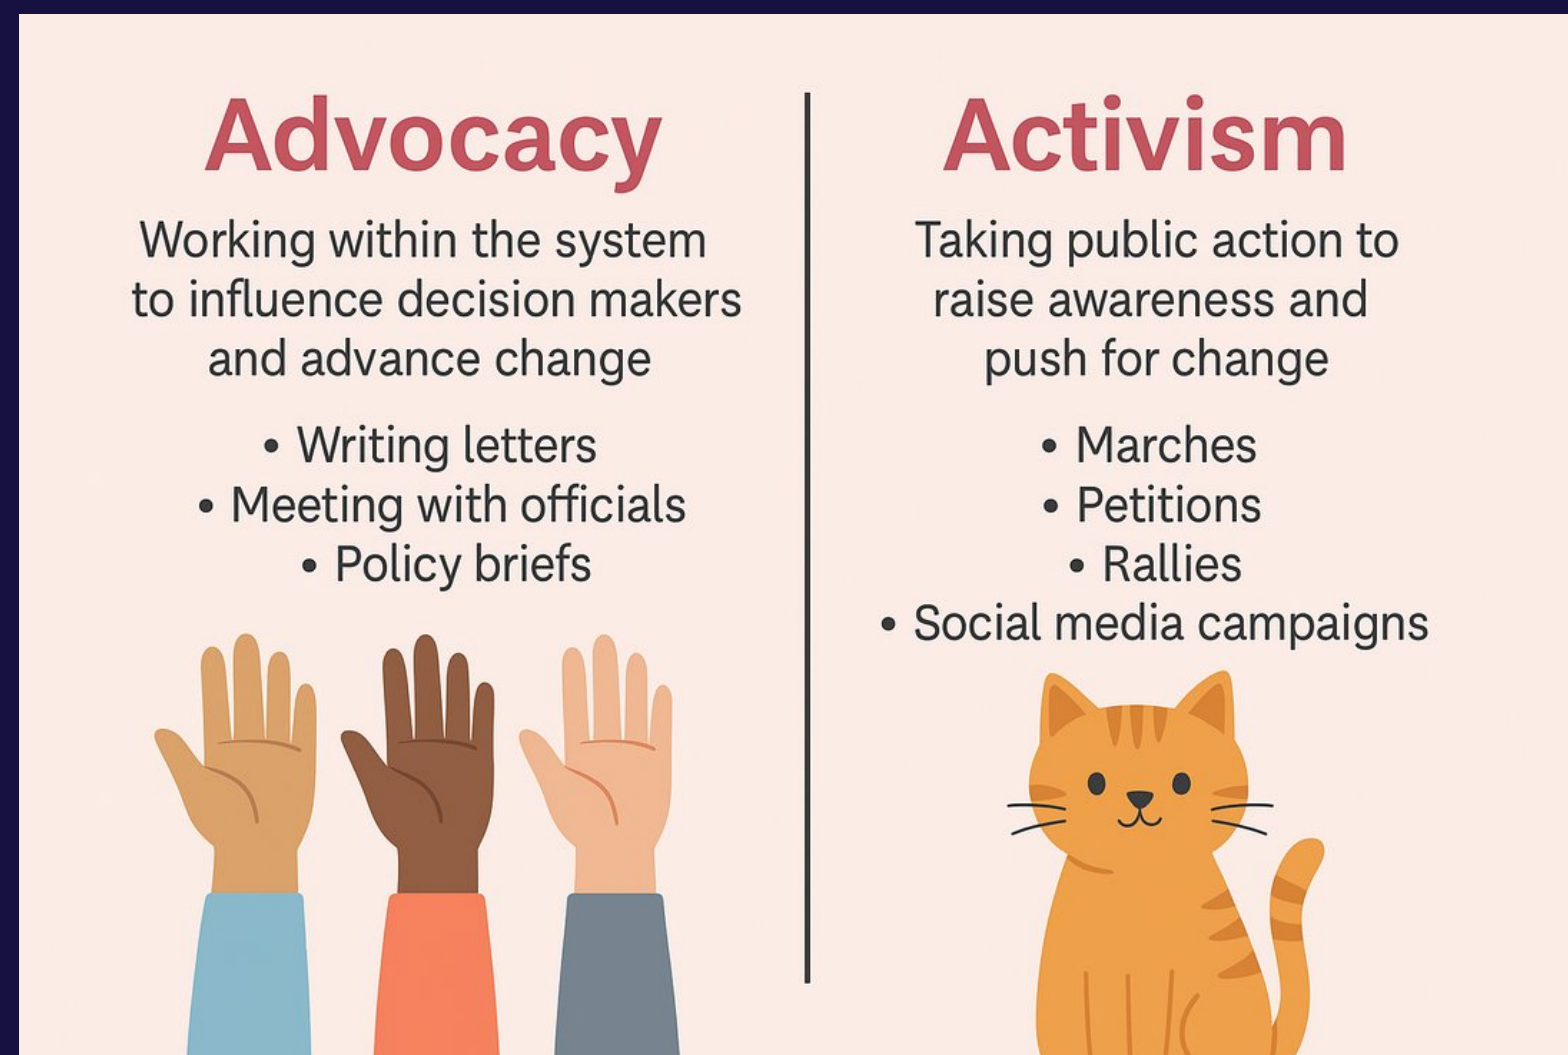 Advocacy
Working within the system
to influence decision makers
and advance change
• Writing letters
• Meeting with officials
• Policy briefs
Activism
Taking public action to
raise awareness and
push for change
• Marches
• Petitions
• Rallies
• Social media campaigns